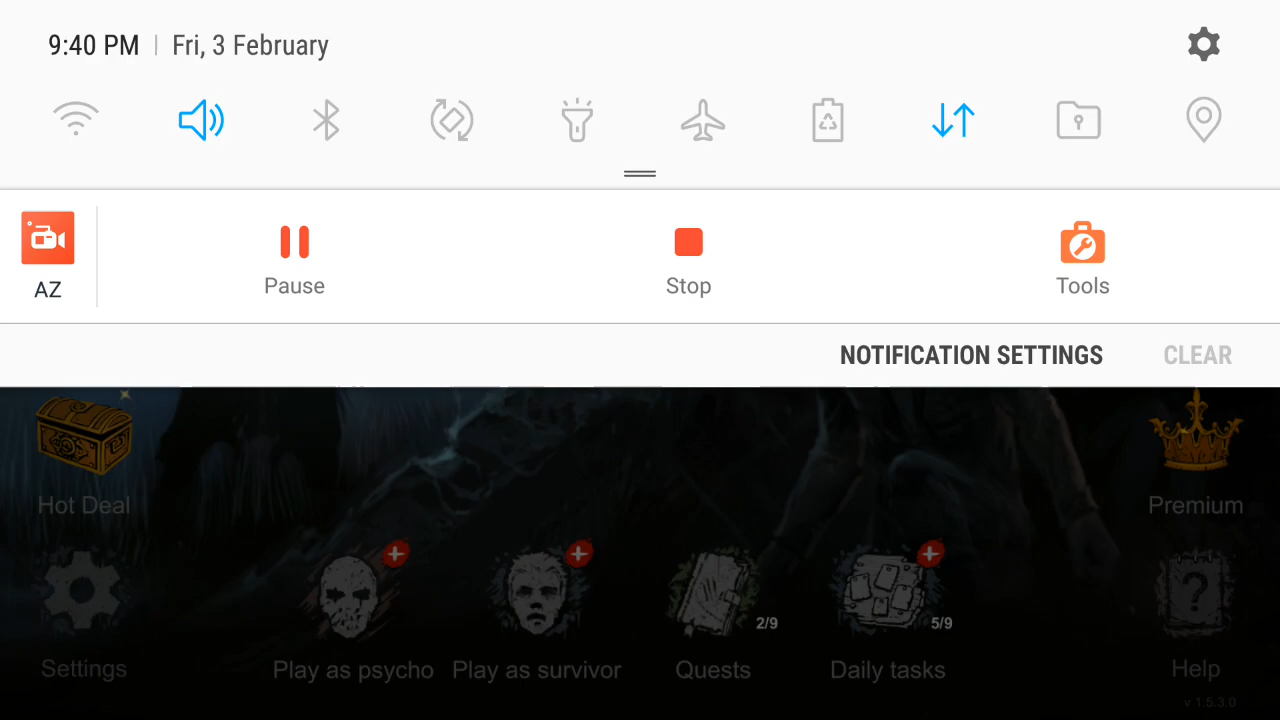 9:40 PM | Fri, 3 February
AZ
Pause
Stop
Tools
NOTIFICATION SETTINGS
CLEAR
Hot Deal
Premium
2/9
5/9
Settings
Play as psycho
Play as survivor
Quests
Daily tasks
Help
v 1.5.3.0